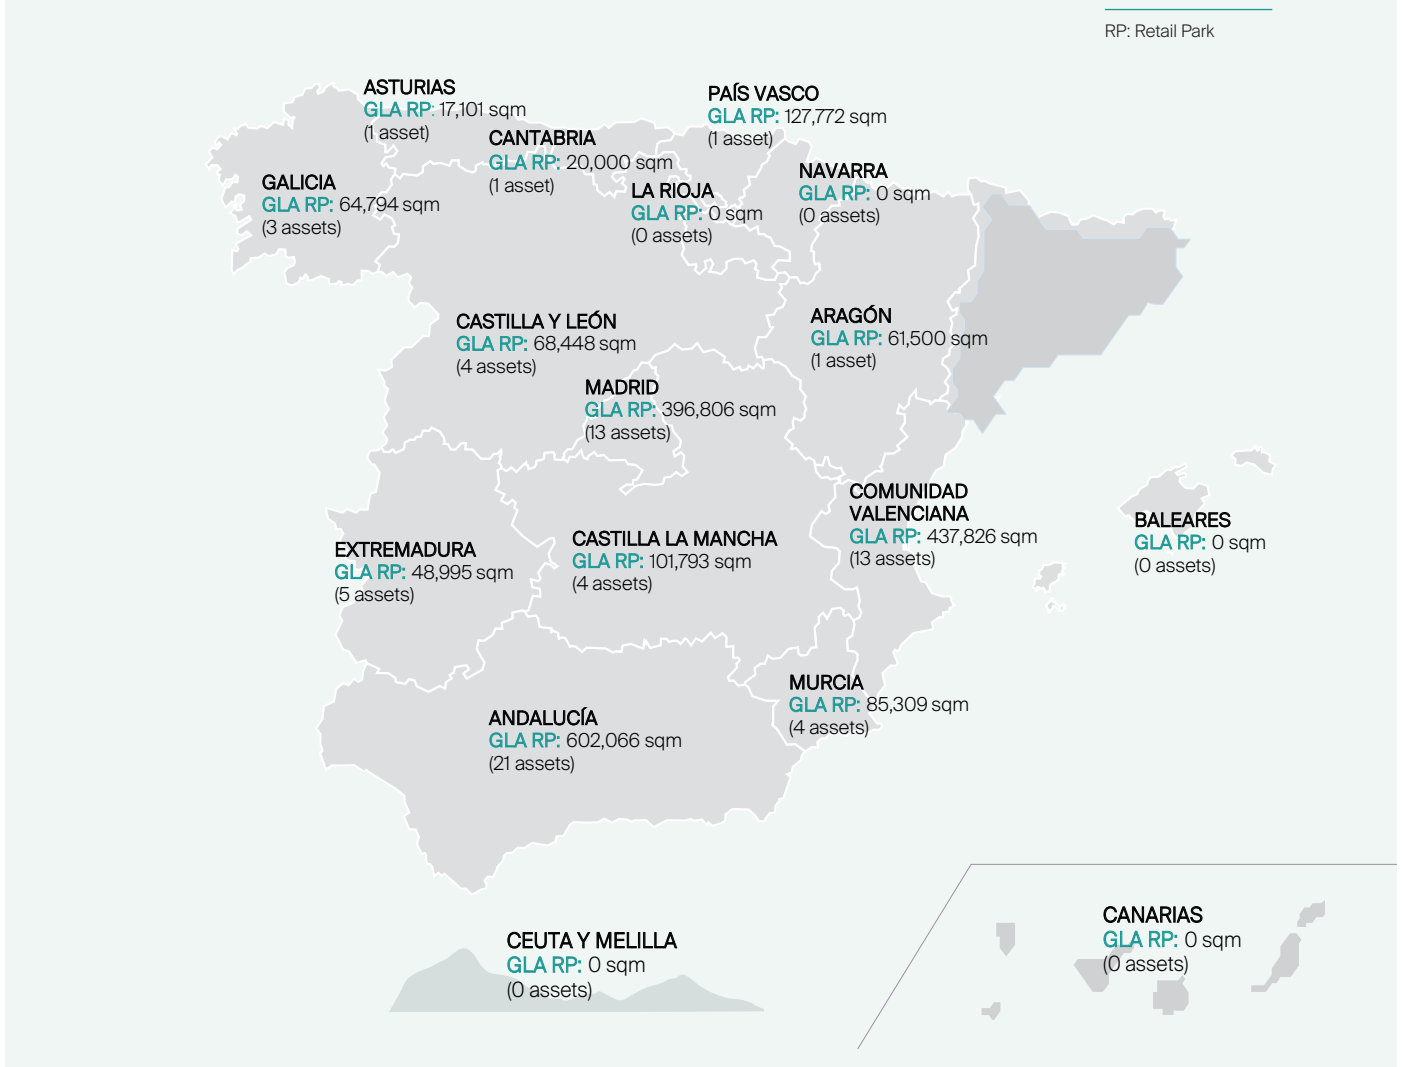 RP: Retail Park
ASTURIAS
GLA RP: 17,101 sqm
(1 asset)
PAÍS VASCO
GLA RP: 127,772 sqm
(1 asset)
CANTABRIA
GLA RP: 20,000 sqm
(1 asset)
NAVARRA
GLA RP: 0 sqm
(0 assets)
GALICIA
GLA RP: 64,794 sqm
(3 assets)
LA RIOJA
GLA RP: 0 sqm
(0 assets)
CASTILLA Y LEÓN
GLA RP: 68,448 sqm
(4 assets)
ARAGÓN
GLA RP: 61,500 sqm
(1 asset)
MADRID
GLA RP: 396,806 sqm
(13 assets)
COMUNIDAD
VALENCIANA
GLA RP: 437,826 sqm
(13 assets)
BALEARES
GLA RP: 0 sqm
(0 assets)
EXTREMADURA
GLA RP: 48,995 sqm
(5 assets)
CASTILLA LA MANCHA
GLA RP: 101,793 sqm
(4 assets)
MURCIA
GLA RP: 85,309 sqm
(4 assets)
ANDALUCÍA
GLA RP: 602,066 sqm
(21 assets)
CEUTA Y MELILLA
GLA RP: 0 sqm
(0 assets)
CANARIAS
GLA RP: 0 sqm
(0 assets)